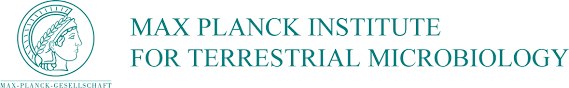 MAX PLANCK INSTITUTE
FOR TERRESTRIAL MICROBIOLOGY
MAX-PLANCK-GESELLSCHAFT